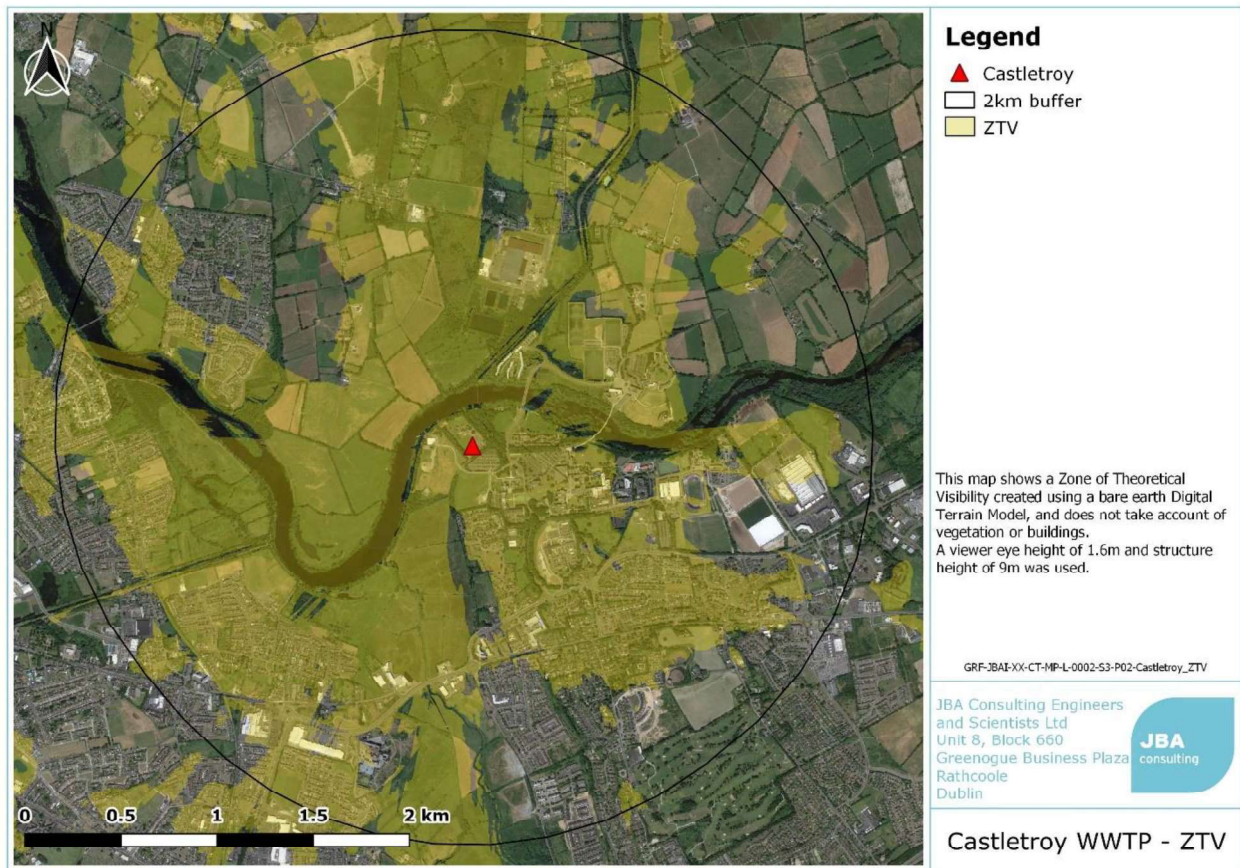 N
Legend
Castletroy
2km buffer
ZTV
This map shows a Zone of Theoretical
Visibility created using a bare earth Digital
Terrain Model, and does not take account of
vegetation or buildings.
A viewer eye height of 1.6m and structure
height of 9m was used.
GRF-JBAI-XX-CT-MP-L-0002-S3-P02-Castletroy_ZTV
JBA Consulting Engineers
and Scientists Ltd
Unit 8, Block 660
Greenogue Business Plaza
Rathcoole
Dublin
JBA
consulting
Castletroy WWTP - ZTV
0 0.5 1 1.5 2 km